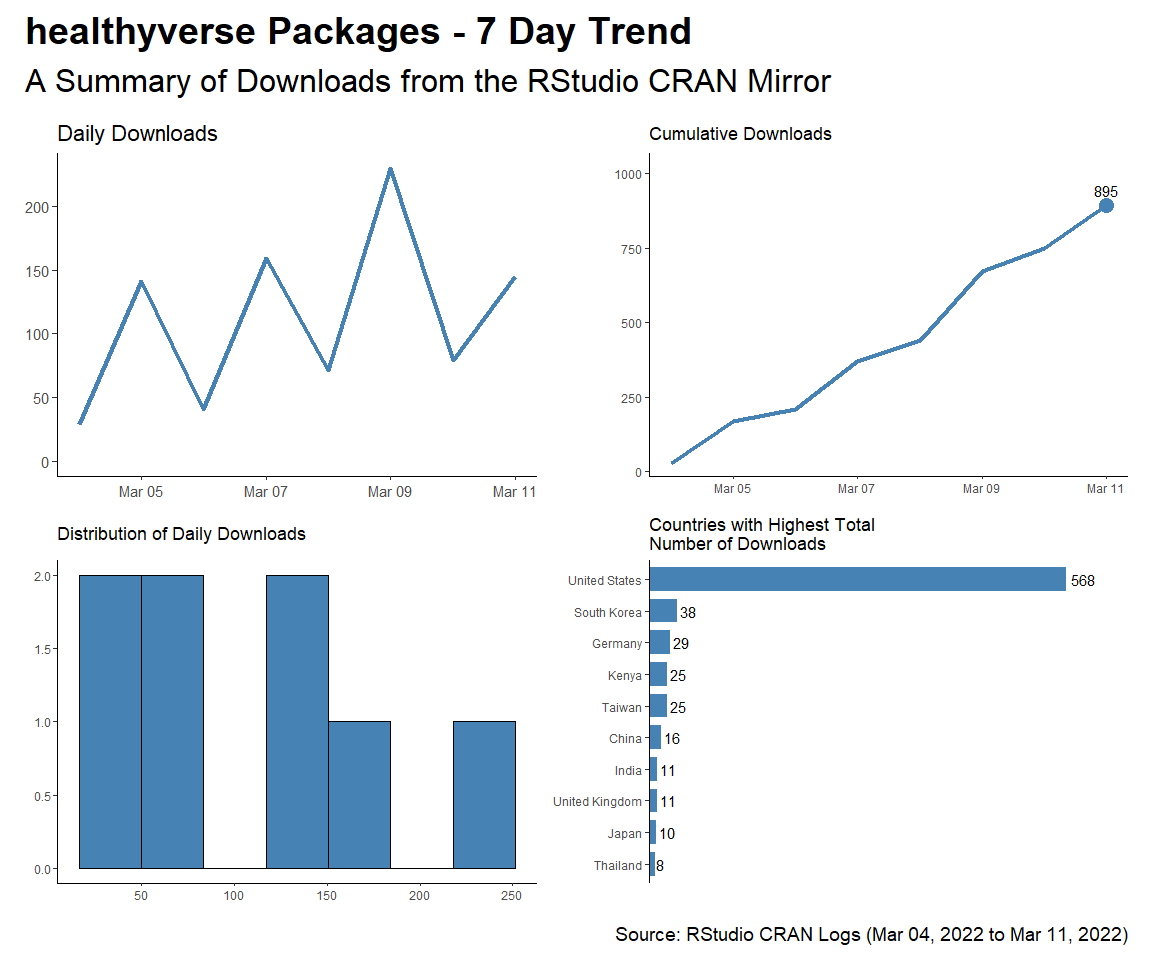 healthyverse Packages - 7 Day Trend
A Summary of Downloads from the RStudio CRAN Mirror
Daily Downloads
200
150
100
50
0
Mar 05 Mar 07 Mar 09 Mar 11
Cumulative Downloads
1000
750
500
250
0
895
Mar 05 Mar 07 Mar 09 Mar 11
Distribution of Daily Downloads
2.0
1.5
1.0
0.5
0.0
50 100 150 200 250
Countries with Highest Total
Number of Downloads
United States 568
South Korea 38
Germany 29
Kenya 25
Taiwan 25
China 16
India 11
United Kingdom 11
Japan 10
Thailand 8
Source: RStudio CRAN Logs (Mar 04, 2022 to Mar 11, 2022)